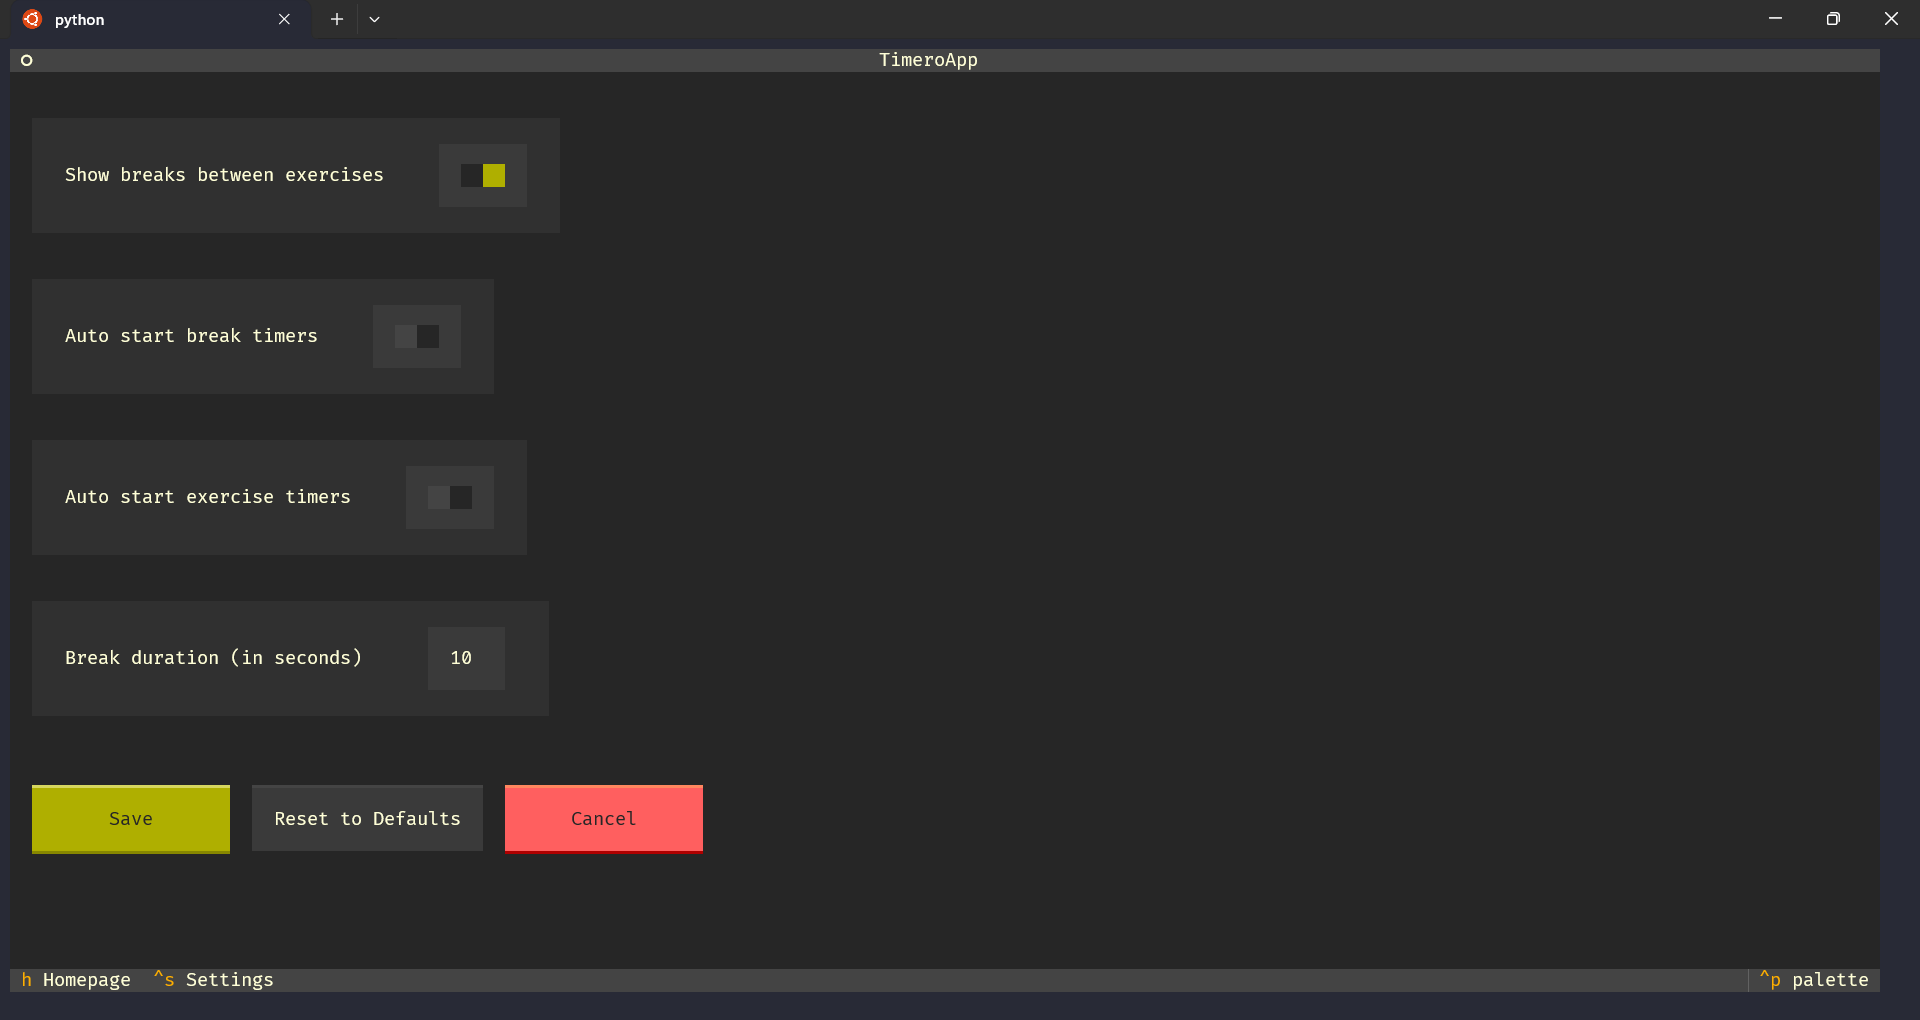 python
TimeroApp
Show breaks between exercises
Auto start break timers
Auto start exercise timers
Break duration (in seconds) 10
Save Reset to Defaults Cancel
h Homepage ^s Settings ^p palette